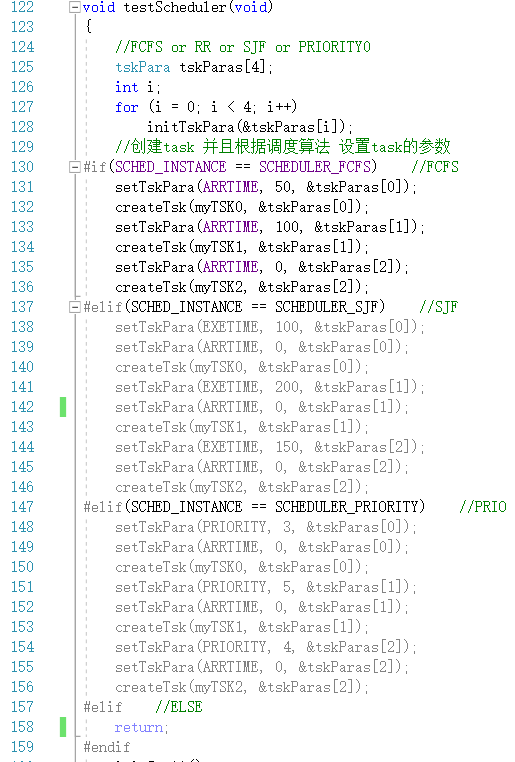 122 void testScheduler(void)
123 {
124 //FCFS or RR or SJF or PRIORITY0
125 tskPara tskParas[4];
126 int i;
127 for (i = 0; i < 4; i++)
128 initTskPara(&tskParas[i]);
129 //创建task 并且根据调度算法 设置task的参数
130 #if(SCHED_INSTANCE == SCHEDULER_FCFS) //FCFS
131 setTskPara(ARRTIME, 50, &tskParas[0]);
132 createTsk(myTSK0, &tskParas[0]);
133 setTskPara(ARRTIME, 100, &tskParas[1]);
134 createTsk(myTSK1, &tskParas[1]);
135 setTskPara(ARRTIME, 0, &tskParas[2]);
136 createTsk(myTSK2, &tskParas[2]);
137 #elif(SCHED_INSTANCE == SCHEDULER_SJF) //SJF
138 setTskPara(EXETIME, 100, &tskParas[0]);
139 setTskPara(ARRTIME, 0, &tskParas[0]);
140 createTsk(myTSK0, &tskParas[0]);
141 setTskPara(EXETIME, 200, &tskParas[1]);
142 setTskPara(ARRTIME, 0, &tskParas[1]);
143 createTsk(myTSK1, &tskParas[1]);
144 setTskPara(EXETIME, 150, &tskParas[2]);
145 setTskPara(ARRTIME, 0, &tskParas[2]);
146 createTsk(myTSK2, &tskParas[2]);
147 #elif(SCHED_INSTANCE == SCHEDULER_PRIORITY) //PRIO
148 setTskPara(PRIORITY, 3, &tskParas[0]);
149 setTskPara(ARRTIME, 0, &tskParas[0]);
150 createTsk(myTSK0, &tskParas[0]);
151 setTskPara(PRIORITY, 5, &tskParas[1]);
152 setTskPara(ARRTIME, 0, &tskParas[1]);
153 createTsk(myTSK1, &tskParas[1]);
154 setTskPara(PRIORITY, 4, &tskParas[2]);
155 setTskPara(ARRTIME, 0, &tskParas[2]);
156 createTsk(myTSK2, &tskParas[2]);
157 #elif //ELSE
158 return;
159 #endif